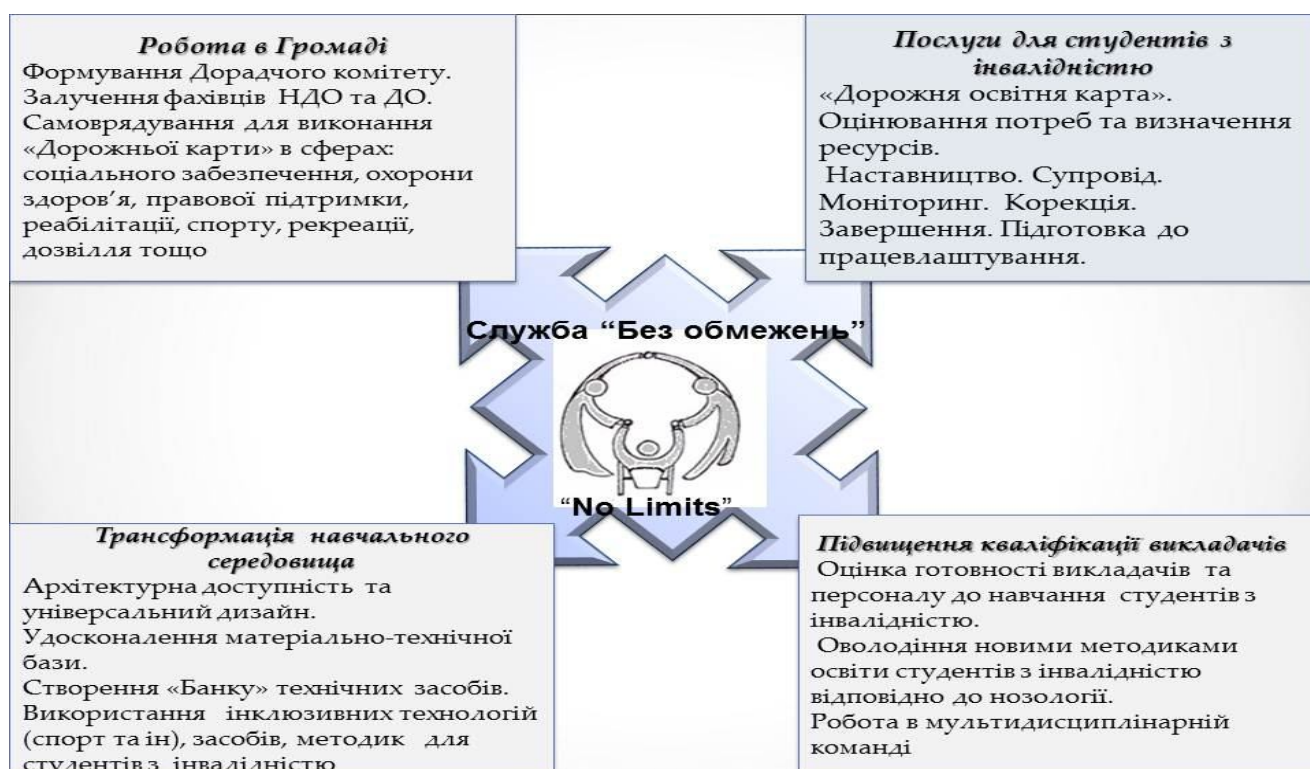 Робота в Громаді
Формування Дорадчого комітету.
Залучення фахівців НДО та ДО.
Самоврядування для виконання
«Дорожньої карти» в сферах:
соціального забезпечення, охорони
здоров’я, правової підтримки,
реабілітації, спорту, рекреації,
дозвілля тощо
Послуги для студентів з
інвалідністю
«Дорожня освітня карта».
Оцінювання потреб та визначення
ресурсів.
Наставництво. Супровід.
Моніторинг. Корекція.
Завершення. Підготовка до
працевлаштування.
Служба “Без обмежень”
“No Limits”
Трансформація навчального
середовища
Архітектурна доступність та
універсальний дизайн.
Удосконалення матеріально-технічної
бази.
Створення «Банку» технічних засобів.
Використання інклюзивних технологій
(спорт та ін), засобів, методик для
студентів з інвалідністю
Підвищення кваліфікації викладачів
Оцінка готовності викладачів та
персоналу до навчання студентів з
інвалідністю.
Оволодіння новими методиками
освіти студентів з інвалідністю
відповідно до нозології.
Робота в мультидисциплінарній
команді